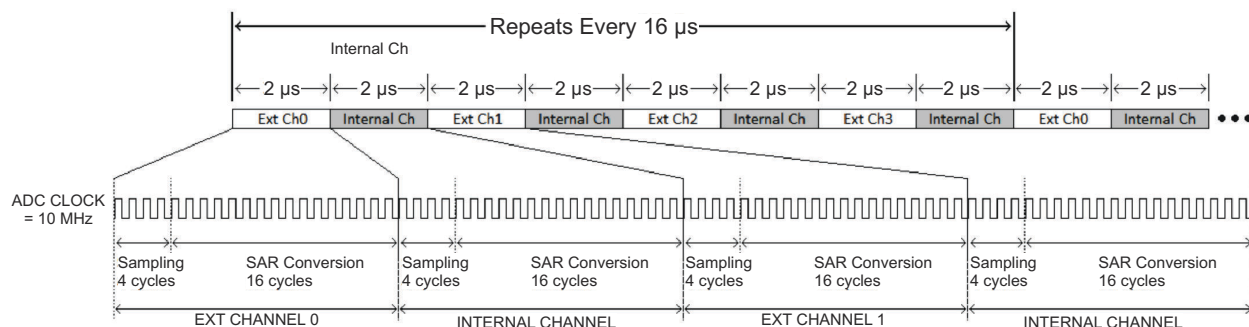 Repeats Every 16 µs
Internal Ch
2 µs 2 µs 2 µs 2 µs 2 µs 2 µs 2 µs 2 µs 2 µs 2 µs
Ext Ch0 Internal Ch Ext Ch1 Internal Ch Ext Ch2 Internal Ch Ext Ch3 Internal Ch Ext Ch0 Internal Ch
ADC CLOCK
= 10 MHz
Sampling SAR Conversion Sampling SAR Conversion Sampling SAR Conversion Sampling SAR Conversion
4 cycles 16 cycles 4 cycles 16 cycles 4 cycles 16 cycles 4 cycles 16 cycles
EXT CHANNEL 0 INTERNAL CHANNEL EXT CHANNEL 1 INTERNAL CHANNEL